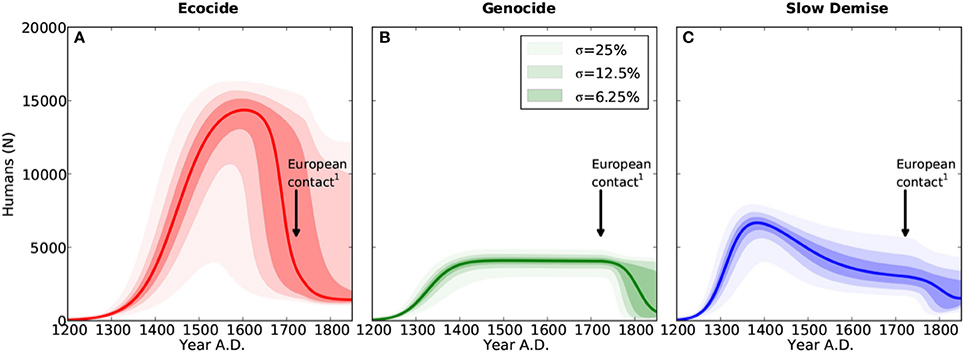 Ecocide
Genocide
Slow Demise
Humans (N)
20000
15000
10000
5000
0
A
European
contact¹
1200 1300 1400 1500 1600 1700 1800
Year A.D.
B
σ=25%
σ=12.5%
σ=6.25%
European
contact¹
1200 1300 1400 1500 1600 1700 1800
Year A.D.
C
European
contact¹
1200 1300 1400 1500 1600 1700 1800
Year A.D.